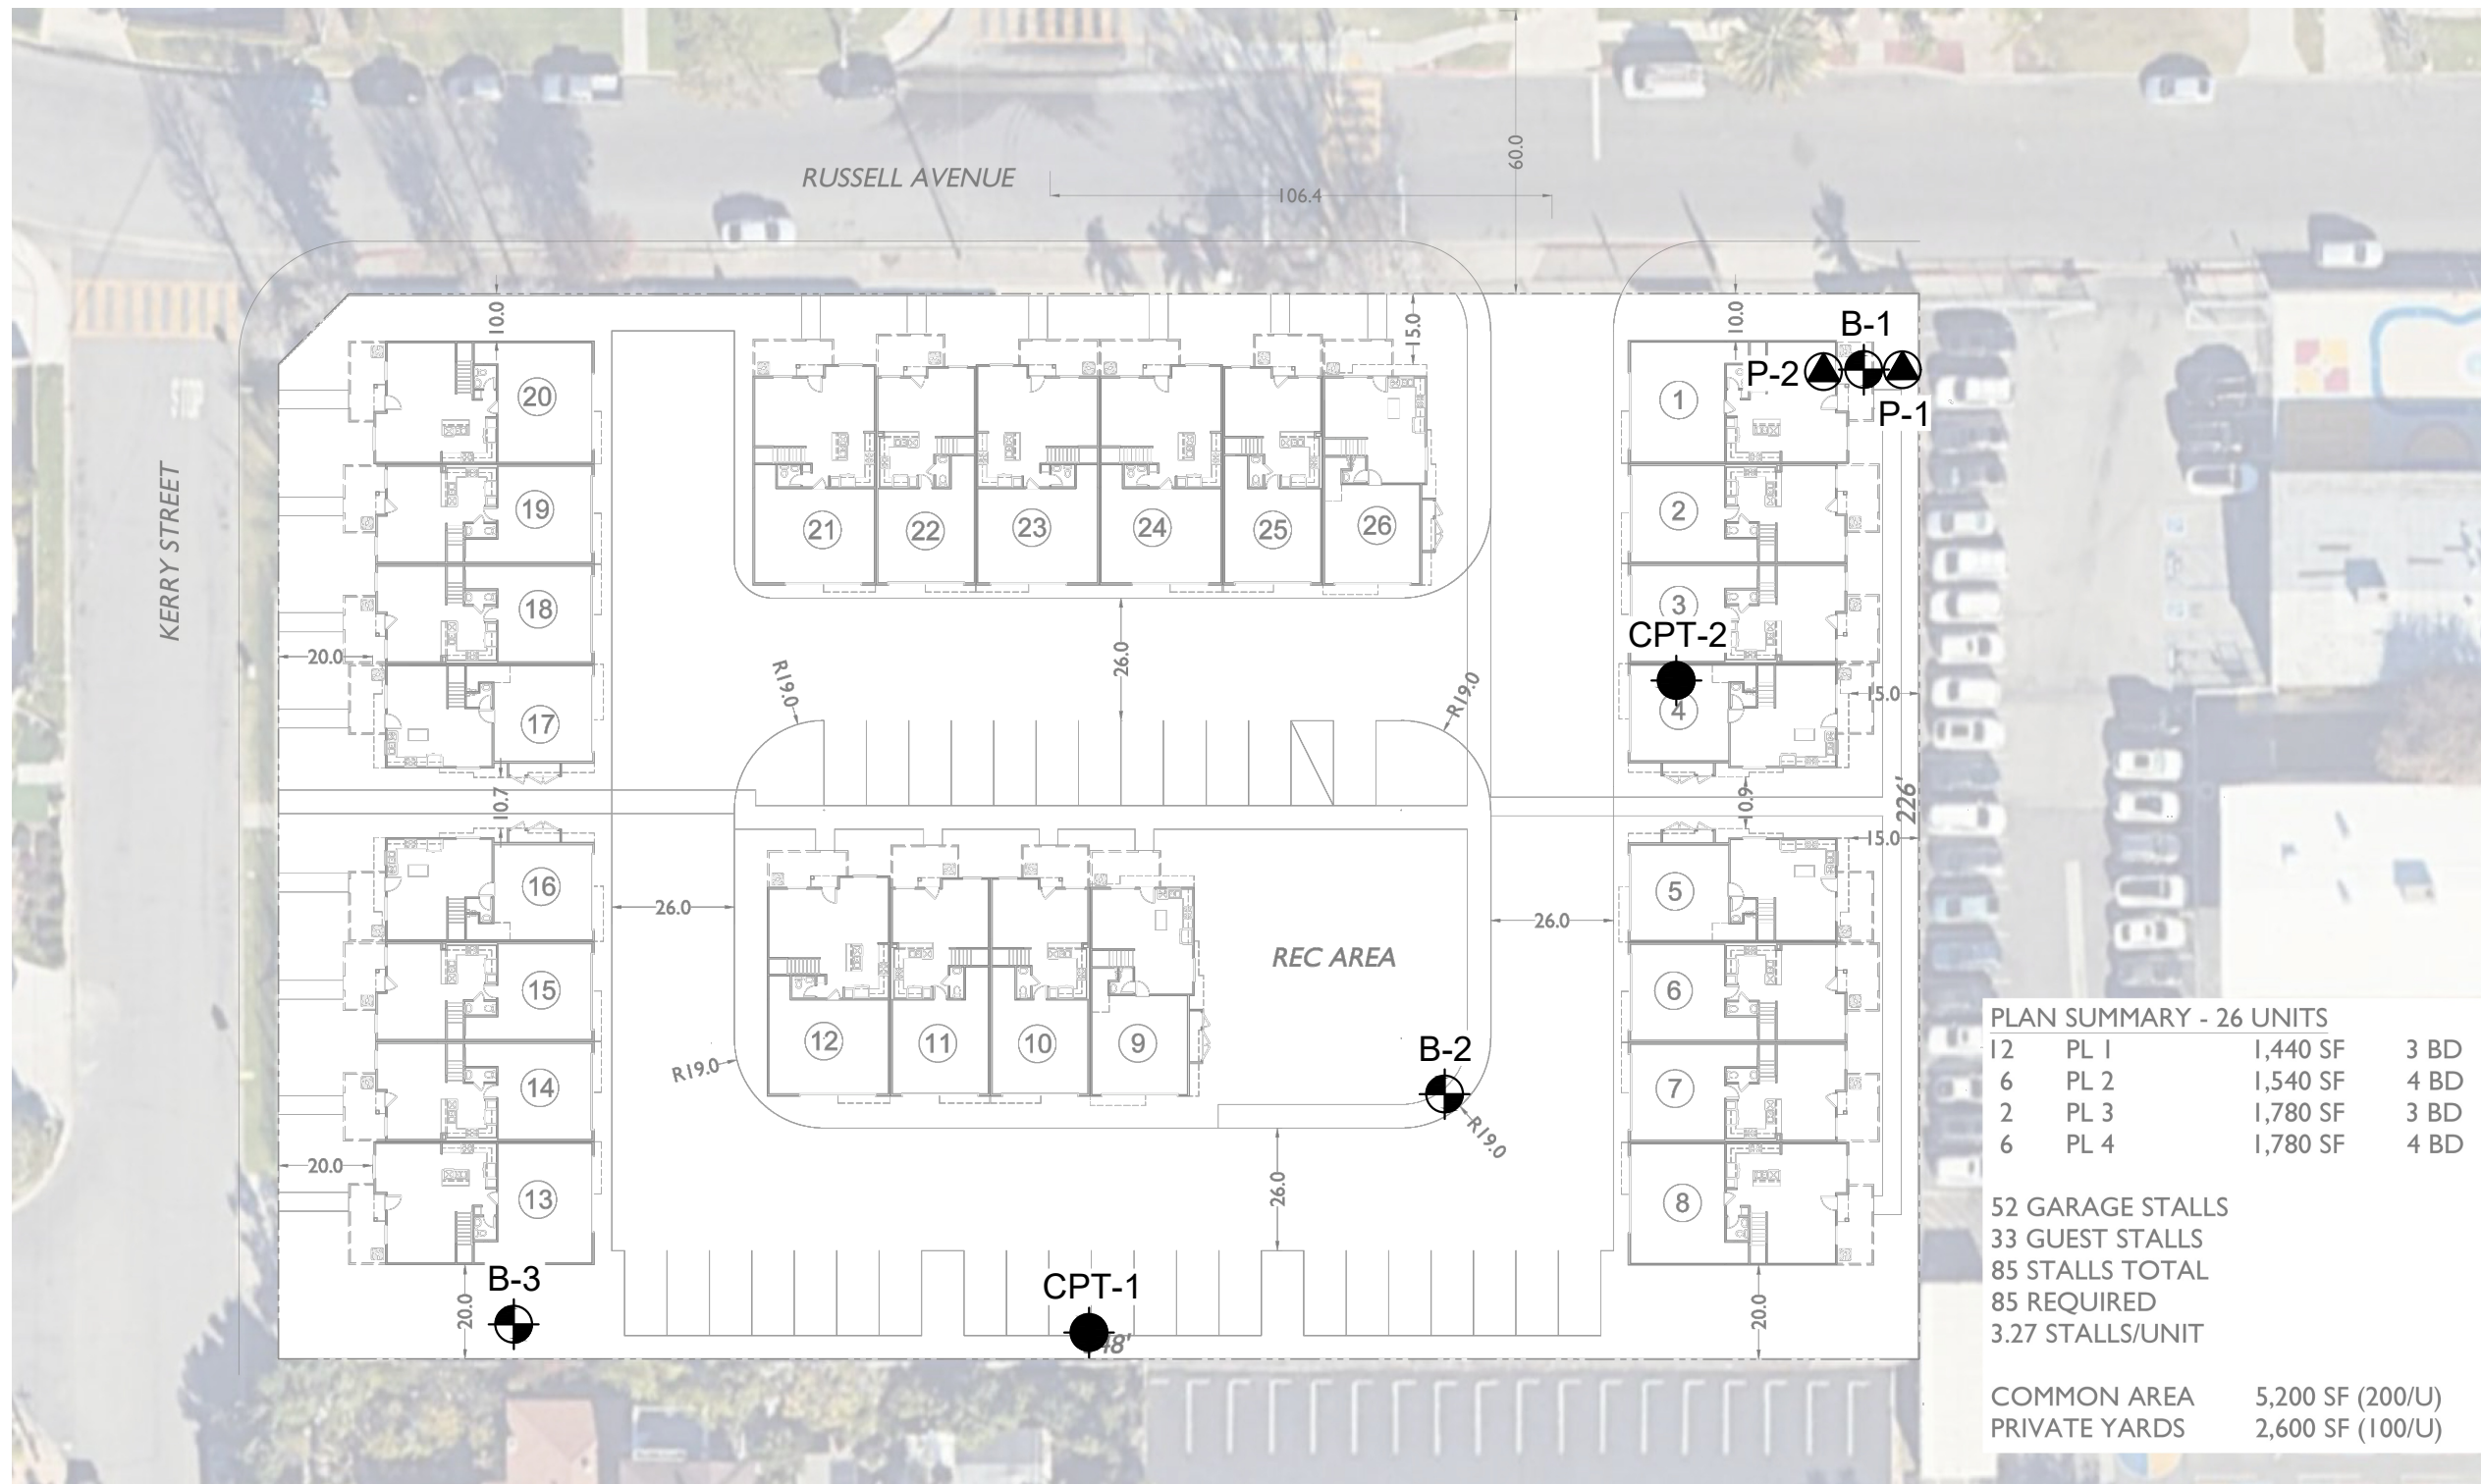 60.0
RUSSELL AVENUE
106.4
10.0
15.0
10.0
B-1
P-2
P-1
20
1
KERRY STREET
19
2
21
22
23
24
25
26
18
3
CPT-2
20.0
26.0
R19.0
R19.0
17
4
15.0
10.7
10.9
226'
15.0
16
5
26.0
26.0
REC AREA
15
6
12
11
10
9
B-2
R19.0
R19.0
14
7
20.0
26.0
13
8
B-3
CPT-1
20.0
48'
20.0
PLAN SUMMARY - 26 UNITS
12 PL 1 1,440 SF 3 BD
6 PL 2 1,540 SF 4 BD
2 PL 3 1,780 SF 3 BD
6 PL 4 1,780 SF 4 BD
52 GARAGE STALLS
33 GUEST STALLS
85 STALLS TOTAL
85 REQUIRED
3.27 STALLS/UNIT
COMMON AREA 5,200 SF (200/U)
PRIVATE YARDS 2,600 SF (100/U)
STOP